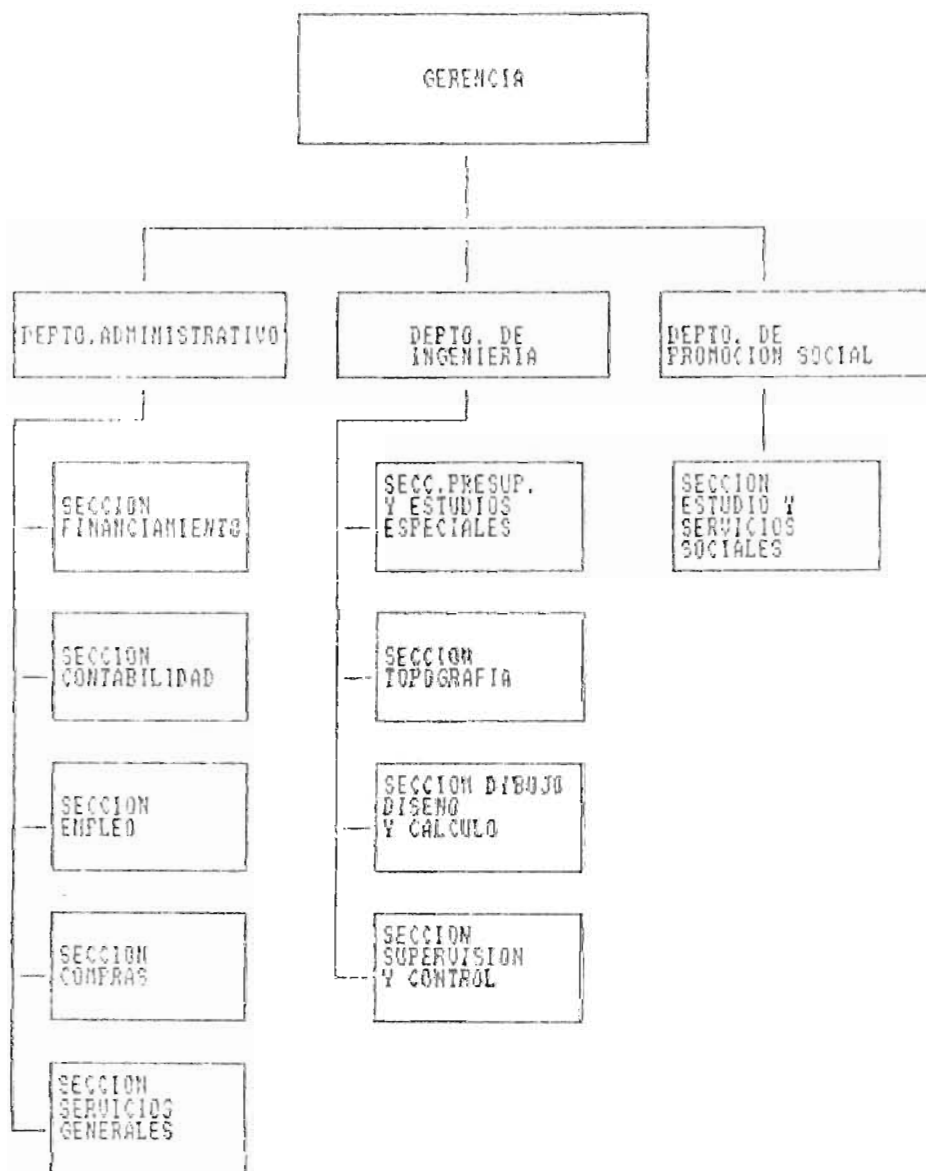 GERENCIA
DEPTO.ADMINISTRATIVO
DEPTO. DE
INGENIERIA
DEPTO. DE
PROMOCION SOCIAL
SECCION
FINANCIAMIENTO
SECCION
CONTABILIDAD
SECCION
EMPLEO
SECCION
COMPRAS
SECCION
SERVICIOS
GENERALES
SECC.PRESUP.
Y ESTUDIOS
ESPECIALES
SECCION
TOPOGRAFIA
SECCION DIBUJO
DISENO
Y CALCULO
SECCION
SUPERVISION
Y CONTROL
SECCION
ESTUDIO Y
SERVICIOS
SOCIALES